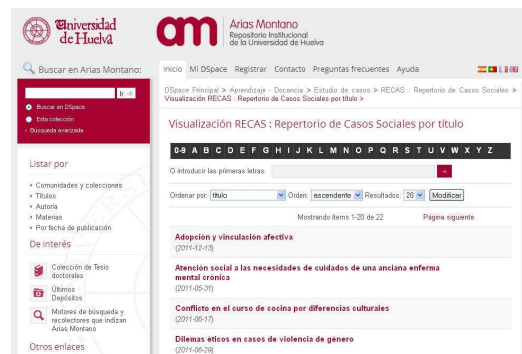 Universidad
de Huelva
am
Arias Montano
Repositorio Institucional
de la Universidad de Huelva
Buscar en Arias Montano:
Ir
Buscar en DSpace
Esta colección
Búsqueda avanzada
Listar por
Comunidades y colecciones
Títulos
Autoría
Materias
Por fecha de publicación
De interés
Colección de Tesis
doctorales
Últimos
Depósitos
Motores de búsqueda y
recolectores que indizan
Arias Montano
Otros enlaces
Inicio Mi DSpace Registrar Contacto Preguntas frecuentes Ayuda
DSpace Principal > Aprendizaje - Docencia > Estudio de casos > RECAS : Repertorio de Casos Sociales >
Visualización RECAS : Repertorio de Casos Sociales por título >
Visualización RECAS : Repertorio de Casos Sociales por título
0-9 A B C D E F G H I J K L M N O P Q R S T U V W X Y Z
O introducir las primeras letras:
Ordenar por: título Orden: ascendente Resultados: 20 Modificar
Mostrando ítems 1-20 de 22 Página siguiente
Adopción y vinculación afectiva
(2011-12-13)
Atención social a las necesidades de cuidados de una anciana enferma
mental crónica
(2011-05-31)
Conflicto en el curso de cocina por diferencias culturales
(2011-06-17)
Dilemas éticos en casos de violencia de género
(2011-06-29)